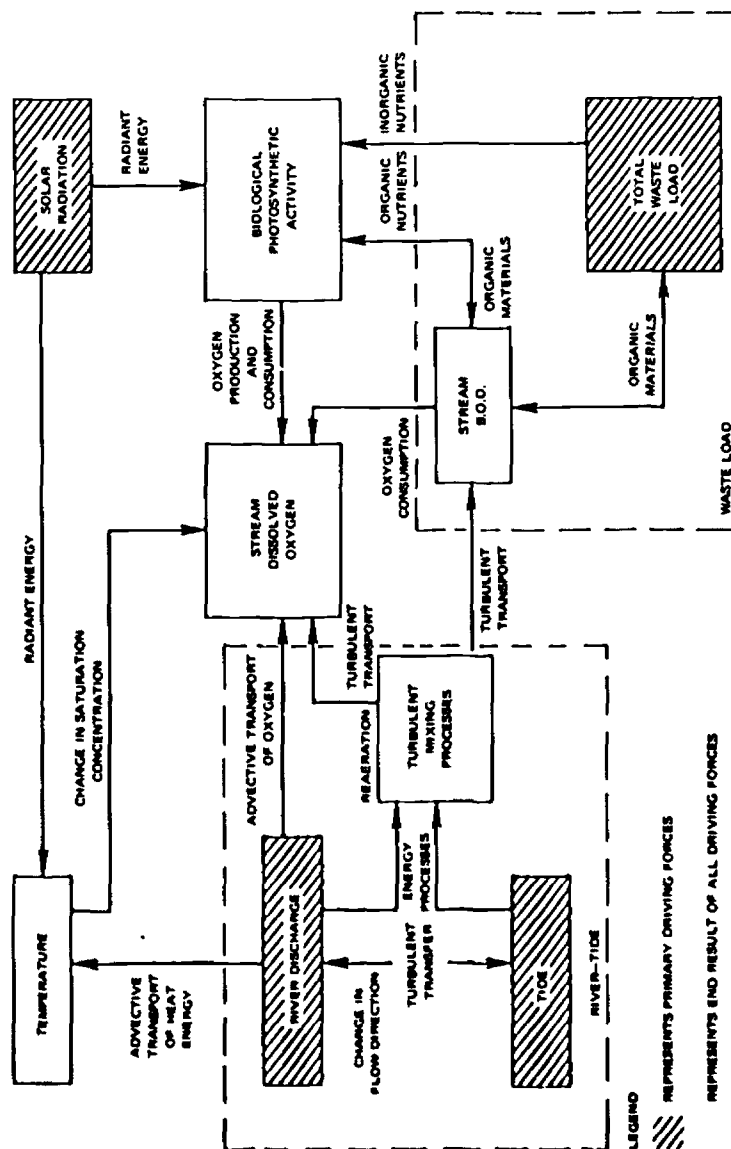 SOLAR
RADIATION
RADIANT
ENERGY
RADIANT ENERGY
TEMPERATURE
CHANGE IN SATURATION
CONCENTRATION
ADVECTIVE
TRANSPORT
OF HEAT
ENERGY
BIOLOGICAL
PHOTOSYNTHETIC
ACTIVITY
OXYGEN
PRODUCTION
AND
CONSUMPTION
STREAM
DISSOLVED
OXYGEN
ORGANIC
NUTRIENTS
INORGANIC
NUTRIENTS
ADVECTIVE TRANSPORT
OF OXYGEN
RIVER DISCHARGE
REAERATION
TURBULENT
TRANSPORT
OXYGEN
CONSUMPTION
ORGANIC
MATERIALS
STREAM
B.O.D.
TOTAL
WASTE
LOAD
ORGANIC
MATERIALS
TURBULENT
MIXING
PROCESSES
TURBULENT
TRANSPORT
ENERGY
PROCESSES
CHANGE IN
FLOW DIRECTION
TURBULENT
TRANSFER
TIDE
RIVER-TIDE
WASTE LOAD
LEGEND
REPRESENTS PRIMARY DRIVING FORCES
REPRESENTS END RESULT OF ALL DRIVING FORCES